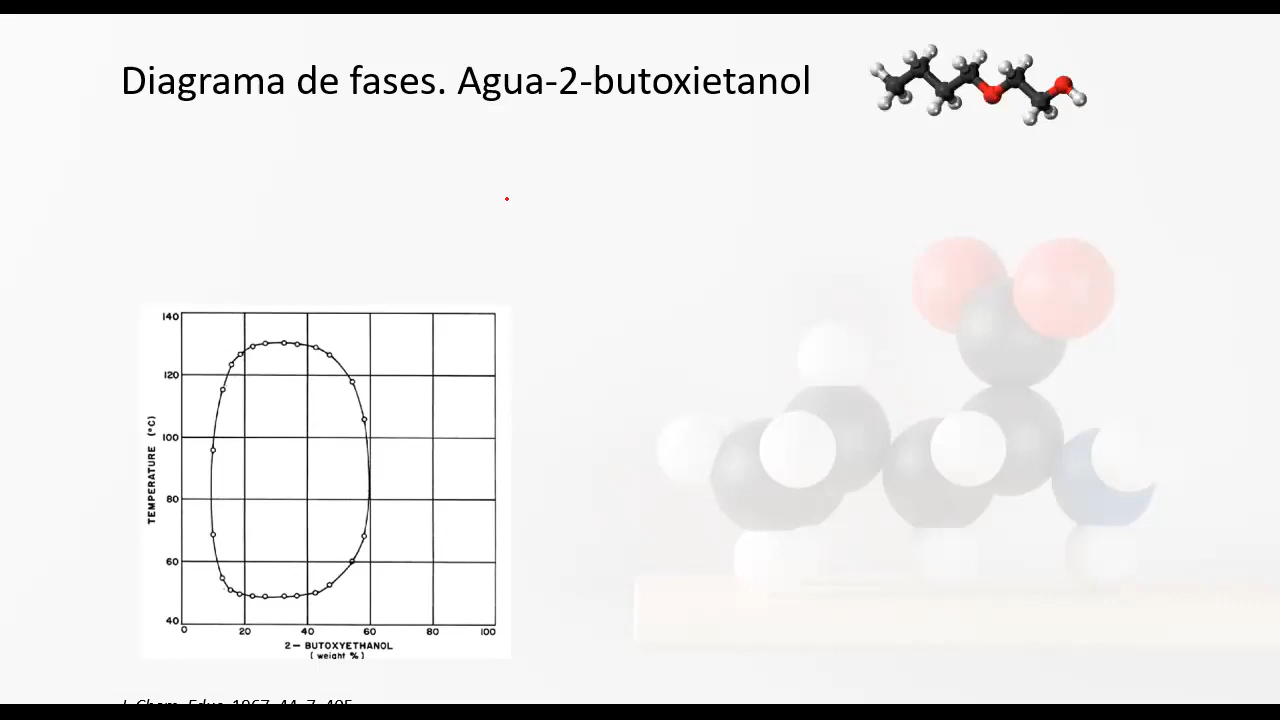 Diagrama de fases. Agua-2-butoxietanol
TEMPERATURE (°C)
140
120
100
80
60
40
0 20 40 60 80 100
2 — BUTOXYETHANOL
( weight % )
J. Chem. Educ. 1967, 44, 7, 405